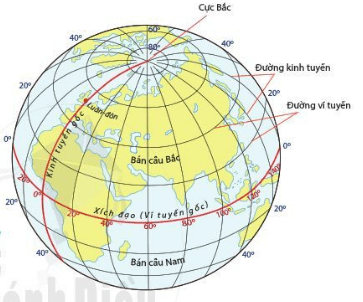 Cực Bắc
60°
80°
40°
40°
Đường kinh tuyến
20°
20°
Luân đôn
Đường vĩ tuyến
Kinh tuyến gốc
0°
0°
Bán cầu Bắc
20°
0°
140°
120°
20°
Xích đạo (Vĩ tuyến gốc)
100°
20°
20°
40°
60°
80°
40°
Bán cầu Nam
40°
ánh Diều